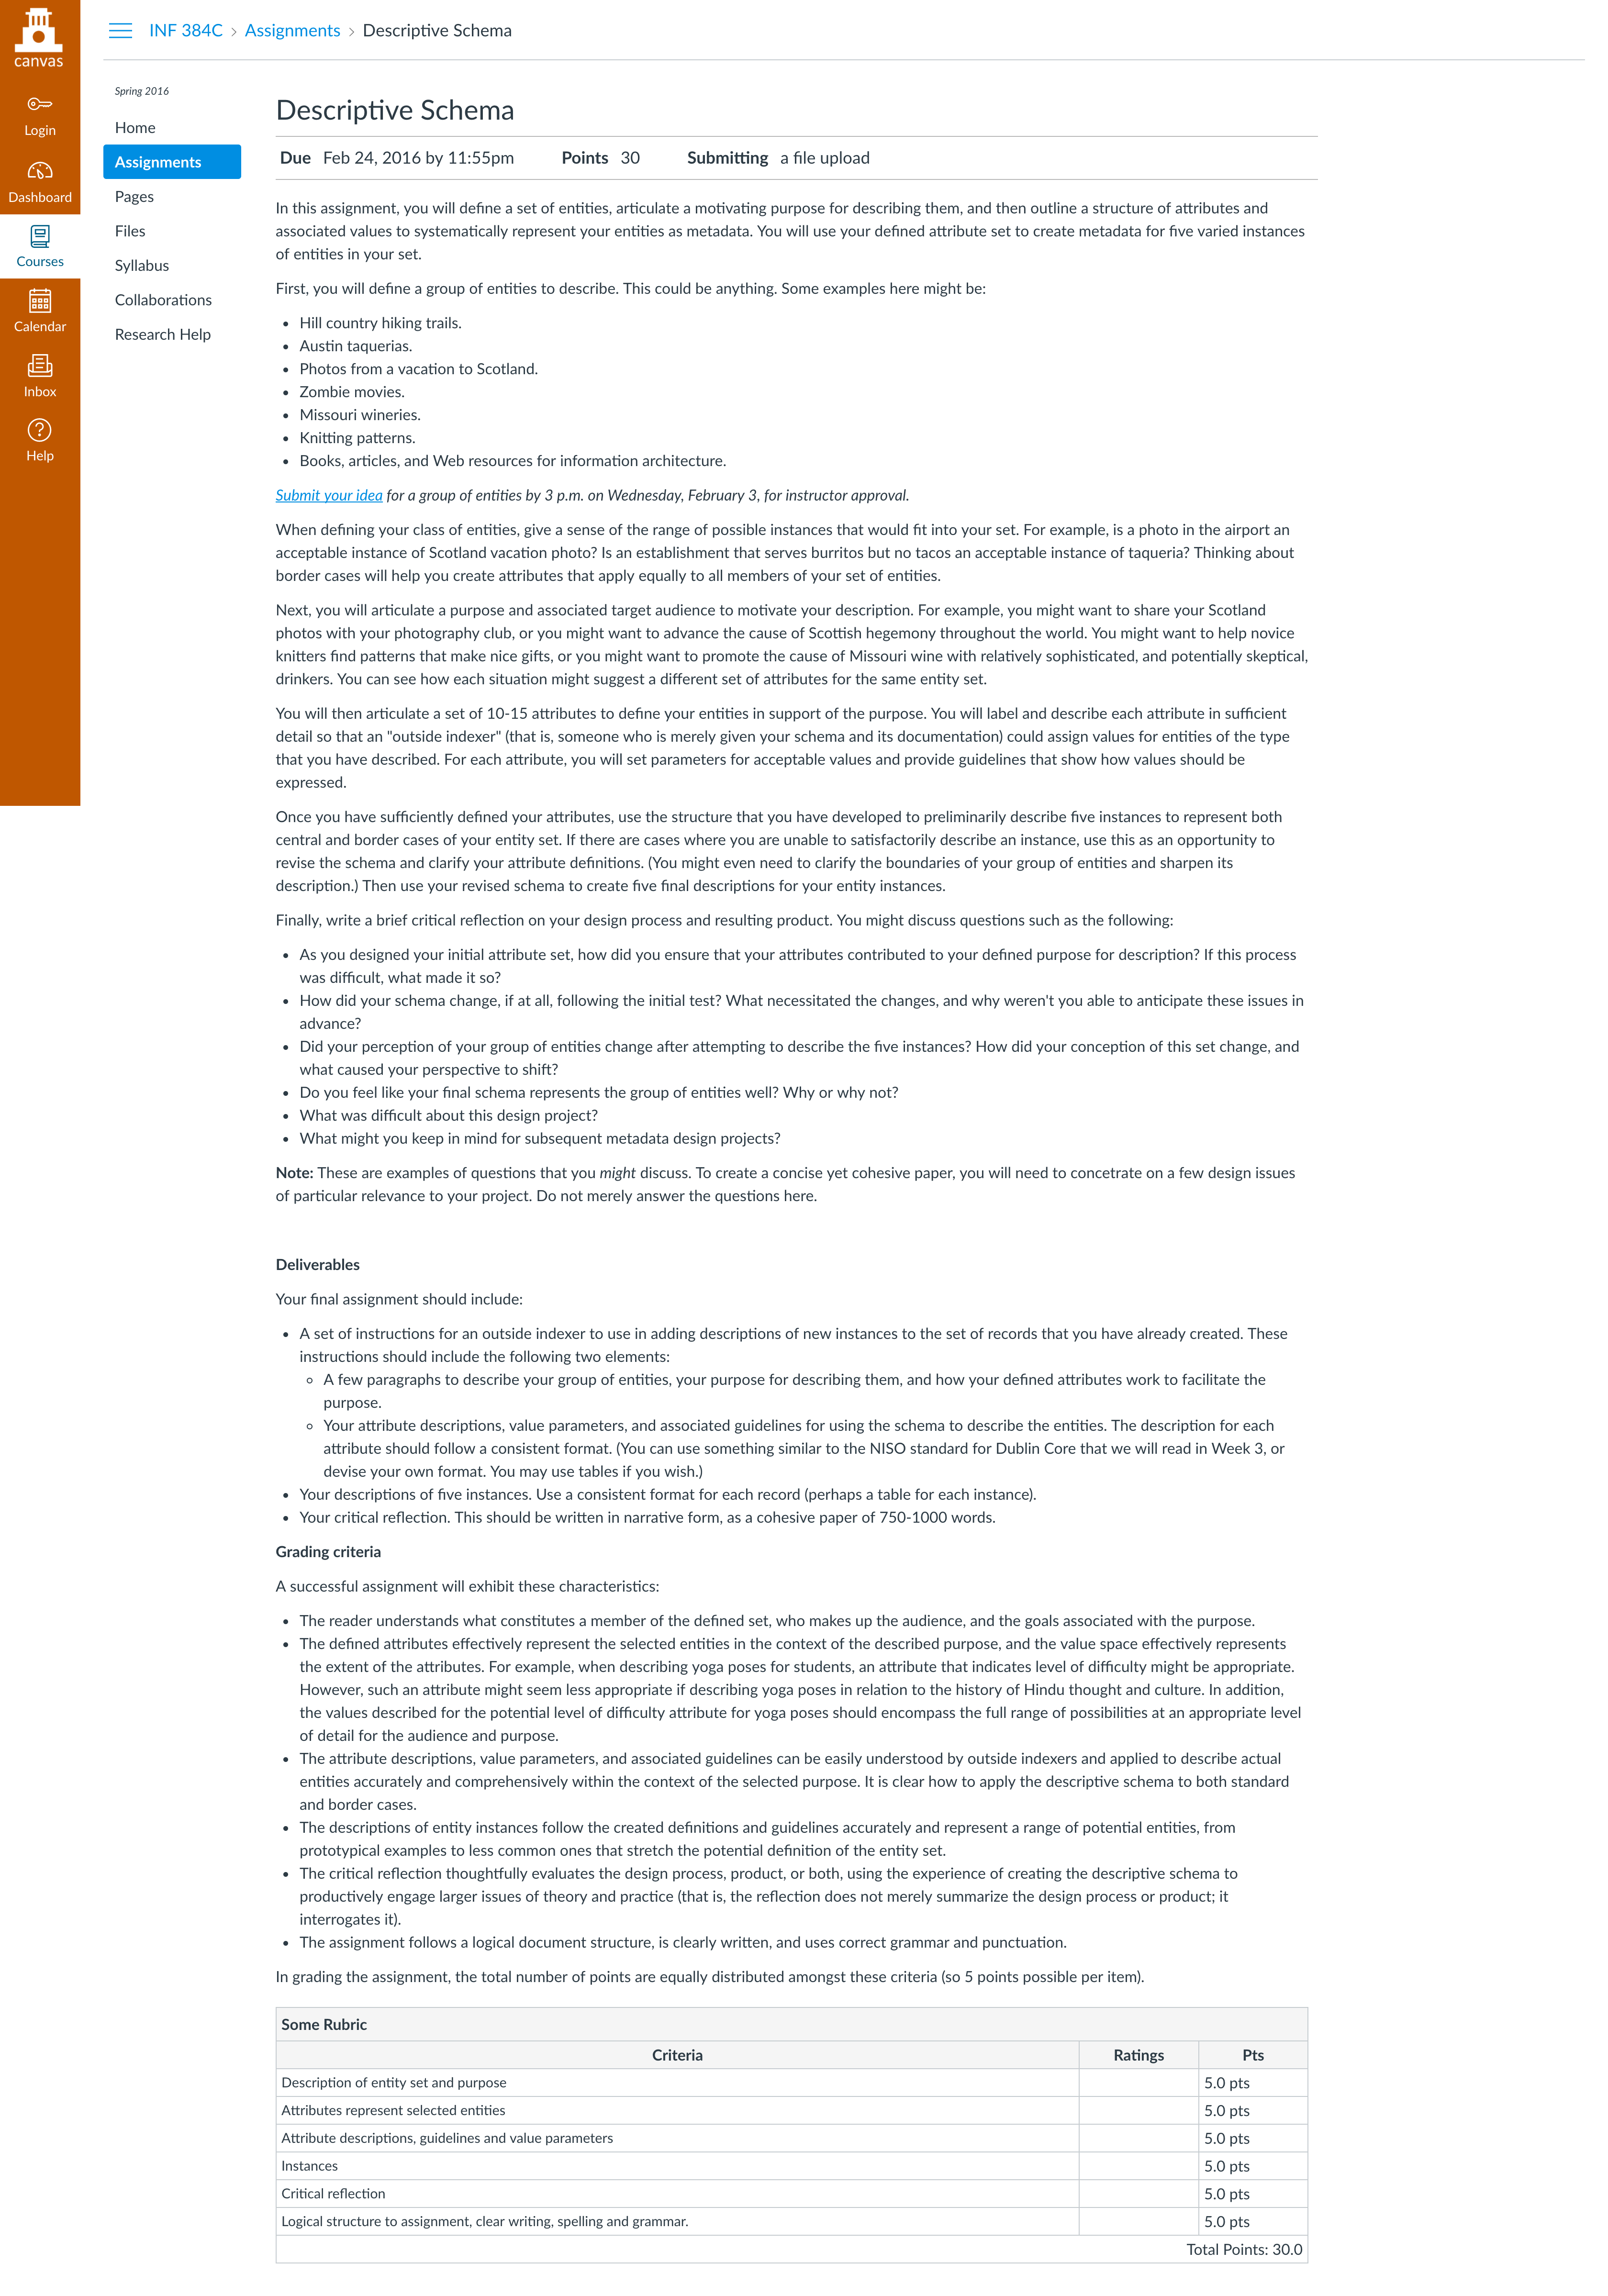 canvas
Login
Dashboard
Courses
Calendar
Inbox
Help
INF 384C › Assignments › Descriptive Schema
Spring 2016
Home
Assignments
Pages
Files
Syllabus
Collaborations
Research Help
Descriptive Schema
Due Feb 24, 2016 by 11:55pm Points 30 Submitting a file upload
In this assignment, you will define a set of entities, articulate a motivating purpose for describing them, and then outline a structure of attributes and
associated values to systematically represent your entities as metadata. You will use your defined attribute set to create metadata for five varied instances
of entities in your set.
First, you will define a group of entities to describe. This could be anything. Some examples here might be:
• Hill country hiking trails.
• Austin taquerias.
• Photos from a vacation to Scotland.
• Zombie movies.
• Missouri wineries.
• Knitting patterns.
• Books, articles, and Web resources for information architecture.
Submit your idea for a group of entities by 3 p.m. on Wednesday, February 3, for instructor approval.
When defining your class of entities, give a sense of the range of possible instances that would fit into your set. For example, is a photo in the airport an
acceptable instance of Scotland vacation photo? Is an establishment that serves burritos but no tacos an acceptable instance of taqueria? Thinking about
border cases will help you create attributes that apply equally to all members of your set of entities.
Next, you will articulate a purpose and associated target audience to motivate your description. For example, you might want to share your Scotland
photos with your photography club, or you might want to advance the cause of Scottish hegemony throughout the world. You might want to help novice
knitters find patterns that make nice gifts, or you might want to promote the cause of Missouri wine with relatively sophisticated, and potentially skeptical,
drinkers. You can see how each situation might suggest a different set of attributes for the same entity set.
You will then articulate a set of 10-15 attributes to define your entities in support of the purpose. You will label and describe each attribute in sufficient
detail so that an "outside indexer" (that is, someone who is merely given your schema and its documentation) could assign values for entities of the type
that you have described. For each attribute, you will set parameters for acceptable values and provide guidelines that show how values should be
expressed.
Once you have sufficiently defined your attributes, use the structure that you have developed to preliminarily describe five instances to represent both
central and border cases of your entity set. If there are cases where you are unable to satisfactorily describe an instance, use this as an opportunity to
revise the schema and clarify your attribute definitions. (You might even need to clarify the boundaries of your group of entities and sharpen its
description.) Then use your revised schema to create five final descriptions for your entity instances.
Finally, write a brief critical reflection on your design process and resulting product. You might discuss questions such as the following:
• As you designed your initial attribute set, how did you ensure that your attributes contributed to your defined purpose for description? If this process
was difficult, what made it so?
• How did your schema change, if at all, following the initial test? What necessitated the changes, and why weren't you able to anticipate these issues in
advance?
• Did your perception of your group of entities change after attempting to describe the five instances? How did your conception of this set change, and
what caused your perspective to shift?
• Do you feel like your final schema represents the group of entities well? Why or why not?
• What was difficult about this design project?
• What might you keep in mind for subsequent metadata design projects?
Note: These are examples of questions that you might discuss. To create a concise yet cohesive paper, you will need to concetrate on a few design issues
of particular relevance to your project. Do not merely answer the questions here.
Deliverables
Your final assignment should include:
• A set of instructions for an outside indexer to use in adding descriptions of new instances to the set of records that you have already created. These
instructions should include the following two elements:
◦ A few paragraphs to describe your group of entities, your purpose for describing them, and how your defined attributes work to facilitate the
purpose.
◦ Your attribute descriptions, value parameters, and associated guidelines for using the schema to describe the entities. The description for each
attribute should follow a consistent format. (You can use something similar to the NISO standard for Dublin Core that we will read in Week 3, or
devise your own format. You may use tables if you wish.)
• Your descriptions of five instances. Use a consistent format for each record (perhaps a table for each instance).
• Your critical reflection. This should be written in narrative form, as a cohesive paper of 750-1000 words.
Grading criteria
A successful assignment will exhibit these characteristics:
• The reader understands what constitutes a member of the defined set, who makes up the audience, and the goals associated with the purpose.
• The defined attributes effectively represent the selected entities in the context of the described purpose, and the value space effectively represents
the extent of the attributes. For example, when describing yoga poses for students, an attribute that indicates level of difficulty might be appropriate.
However, such an attribute might seem less appropriate if describing yoga poses in relation to the history of Hindu thought and culture. In addition,
the values described for the potential level of difficulty attribute for yoga poses should encompass the full range of possibilities at an appropriate level
of detail for the audience and purpose.
• The attribute descriptions, value parameters, and associated guidelines can be easily understood by outside indexers and applied to describe actual
entities accurately and comprehensively within the context of the selected purpose. It is clear how to apply the descriptive schema to both standard
and border cases.
• The descriptions of entity instances follow the created definitions and guidelines accurately and represent a range of potential entities, from
prototypical examples to less common ones that stretch the potential definition of the entity set.
• The critical reflection thoughtfully evaluates the design process, product, or both, using the experience of creating the descriptive schema to
productively engage larger issues of theory and practice (that is, the reflection does not merely summarize the design process or product; it
interrogates it).
• The assignment follows a logical document structure, is clearly written, and uses correct grammar and punctuation.
In grading the assignment, the total number of points are equally distributed amongst these criteria (so 5 points possible per item).
Some Rubric
Criteria Ratings Pts
Description of entity set and purpose 5.0 pts
Attributes represent selected entities 5.0 pts
Attribute descriptions, guidelines and value parameters 5.0 pts
Instances 5.0 pts
Critical reflection 5.0 pts
Logical structure to assignment, clear writing, spelling and grammar. 5.0 pts
Total Points: 30.0